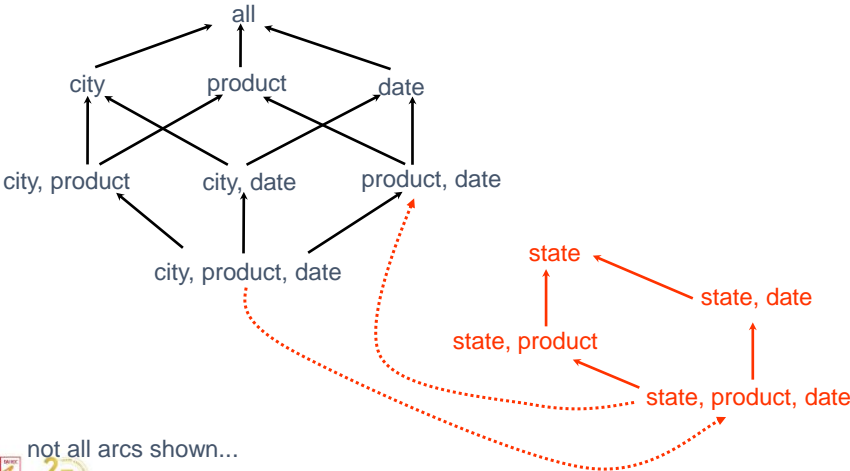 all
city
product
date
city, product
city, date
product, date
city, product, date
state
state, date
state, product
state, product, date
not all arcs shown...